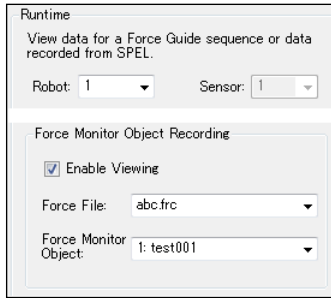 Runtime
View data for a Force Guide sequence or data
recorded from SPEL.
Robot: 1 Sensor: 1
Force Monitor Object Recording
Enable Viewing
Force File: abc.frc
Force Monitor
Object: 1: test001